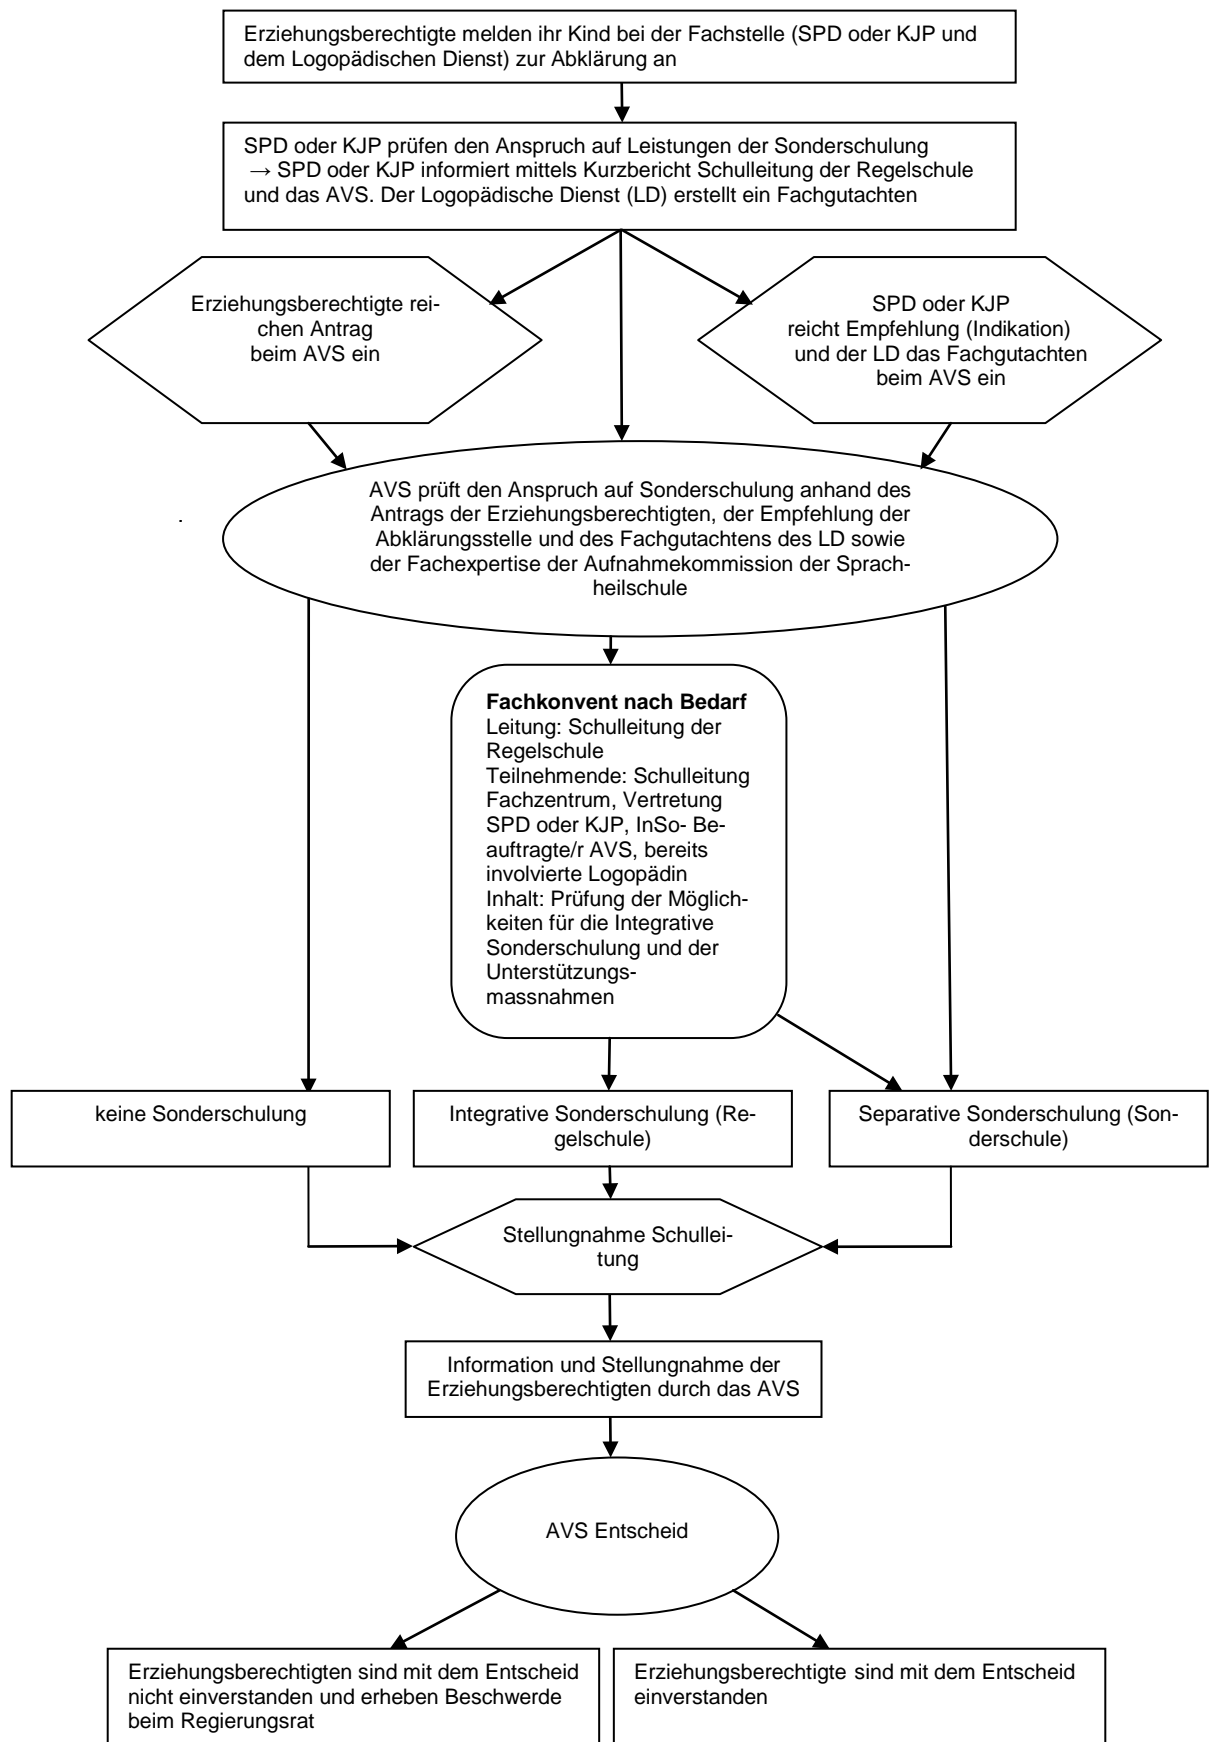 Erziehungsberechtigte melden ihr Kind bei der Fachstelle (SPD oder KJP und
dem Logopädischen Dienst) zur Abklärung an
SPD oder KJP prüfen den Anspruch auf Leistungen der Sonderschulung
→ SPD oder KJP informiert mittels Kurzbericht Schulleitung der Regelschule
und das AVS. Der Logopädische Dienst (LD) erstellt ein Fachgutachten
Erziehungsberechtigte rei-
chen Antrag
beim AVS ein
SPD oder KJP
reicht Empfehlung (Indikation)
und der LD das Fachgutachten
beim AVS ein
AVS prüft den Anspruch auf Sonderschulung anhand des
Antrags der Erziehungsberechtigten, der Empfehlung der
Abklärungsstelle und des Fachgutachtens des LD sowie
der Fachexpertise der Aufnahmekommission der Sprach-
heilschule
.
Fachkonvent nach Bedarf
Leitung: Schulleitung der
Regelschule
Teilnehmende: Schulleitung
Fachzentrum, Vertretung
SPD oder KJP, InSo- Be-
auftragte/r AVS, bereits
involvierte Logopädin
Inhalt: Prüfung der Möglich-
keiten für die Integrative
Sonderschulung und der
Unterstützungs-
massnahmen
keine Sonderschulung
Integrative Sonderschulung (Re-
gelschule)
Separative Sonderschulung (Son-
derschule)
Stellungnahme Schullei-
tung
Information und Stellungnahme der
Erziehungsberechtigten durch das AVS
AVS Entscheid
Erziehungsberechtigten sind mit dem Entscheid
nicht einverstanden und erheben Beschwerde
beim Regierungsrat
Erziehungsberechtigte sind mit dem Entscheid
einverstanden